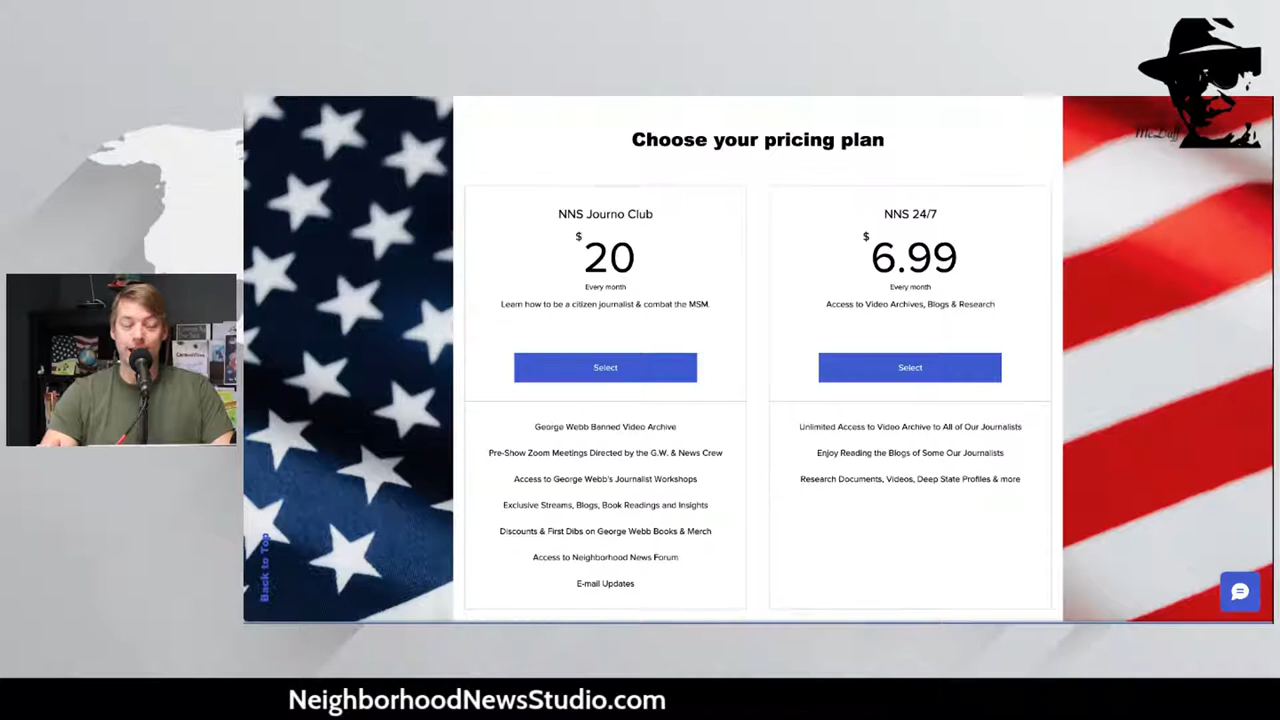 Choose your pricing plan
NNS Journo Club
$
20
Every month
Learn how to be a citizen journalist & combat the MSM.
Select
George Webb Banned Video Archive
Pre-Show Zoom Meetings Directed by the G.W. & News Crew
Access to George Webb's Journalist Workshops
Exclusive Streams, Blogs, Book Readings and Insights
Discounts & First Dibs on George Webb Books & Merch
Access to Neighborhood News Forum
E-mail Updates
NNS 24/7
$
6.99
Every month
Access to Video Archives, Blogs & Research
Select
Unlimited Access to Video Archive to All of Our Journalists
Enjoy Reading the Blogs of Some Our Journalists
Research Documents, Videos, Deep State Profiles & more
Back to Top
NeighborhoodNewsStudio.com